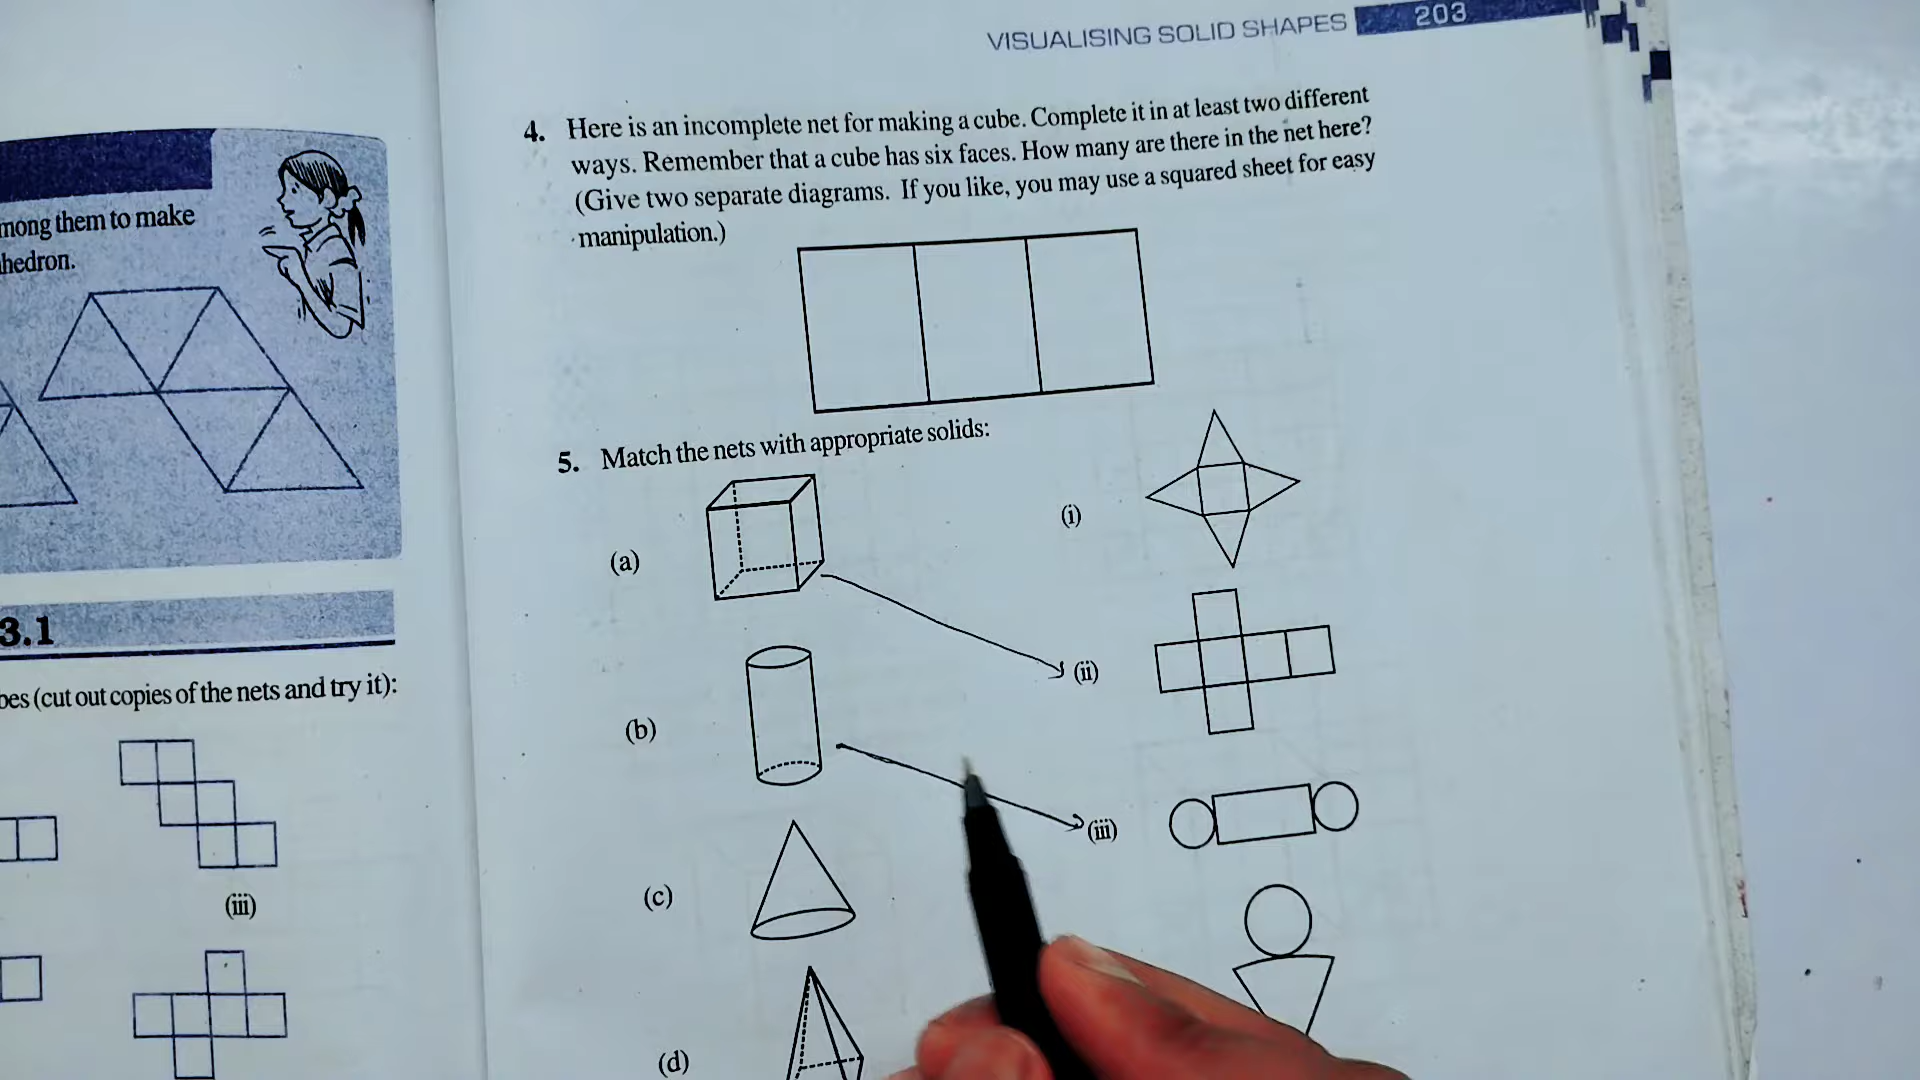 mong them to make
hedron.
3.1
pes (cut out copies of the nets and try it):
(iii)
VISUALISING SOLID SHAPES 203
4. Here is an incomplete net for making a cube. Complete it in at least two different
ways. Remember that a cube has six faces. How many are there in the net here?
(Give two separate diagrams. If you like, you may use a squared sheet for easy
manipulation.)
5. Match the nets with appropriate solids:
(a)
(i)
(b)
(ii)
(c)
(iii)
(d)